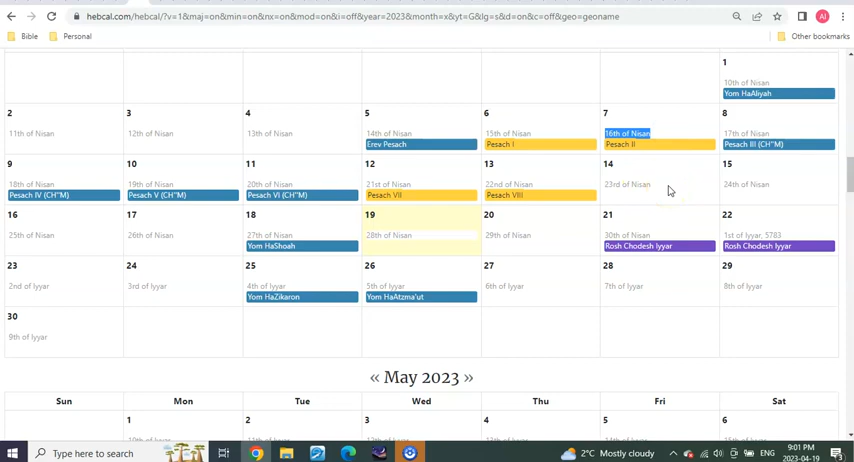 hebcal.com/hebcal/?v=1&maj=on&min=on&nx=on&mod=on&i=off&year=2023&month=x&yt=G&lg=s&d=on&c=off&geo=geoname
AI
Bible
Personal
Other bookmarks
1
10th of Nisan
Yom HaAliyah
2 3 4 5 6 7 8
11th of Nisan 12th of Nisan 13th of Nisan 14th of Nisan 15th of Nisan 16th of Nisan 17th of Nisan
Erev Pesach Pesach I Pesach II Pesach III (CH''M)
9 10 11 12 13 14 15
18th of Nisan 19th of Nisan 20th of Nisan 21st of Nisan 22nd of Nisan 23rd of Nisan 24th of Nisan
Pesach IV (CH''M) Pesach V (CH''M) Pesach VI (CH''M) Pesach VII Pesach VIII
16 17 18 19 20 21 22
25th of Nisan 26th of Nisan 27th of Nisan 28th of Nisan 29th of Nisan 30th of Nisan 1st of Iyyar, 5783
Yom HaShoah Rosh Chodesh Iyyar Rosh Chodesh Iyyar
23 24 25 26 27 28 29
2nd of Iyyar 3rd of Iyyar 4th of Iyyar 5th of Iyyar 6th of Iyyar 7th of Iyyar 8th of Iyyar
Yom HaZikaron Yom HaAtzma'ut
30
9th of Iyyar
« May 2023 »
Sun Mon Tue Wed Thu Fri Sat
1 2 3 4 5 6
Type here to search
2°C Mostly cloudy
ENG
9:01 PM
2023-04-19
3